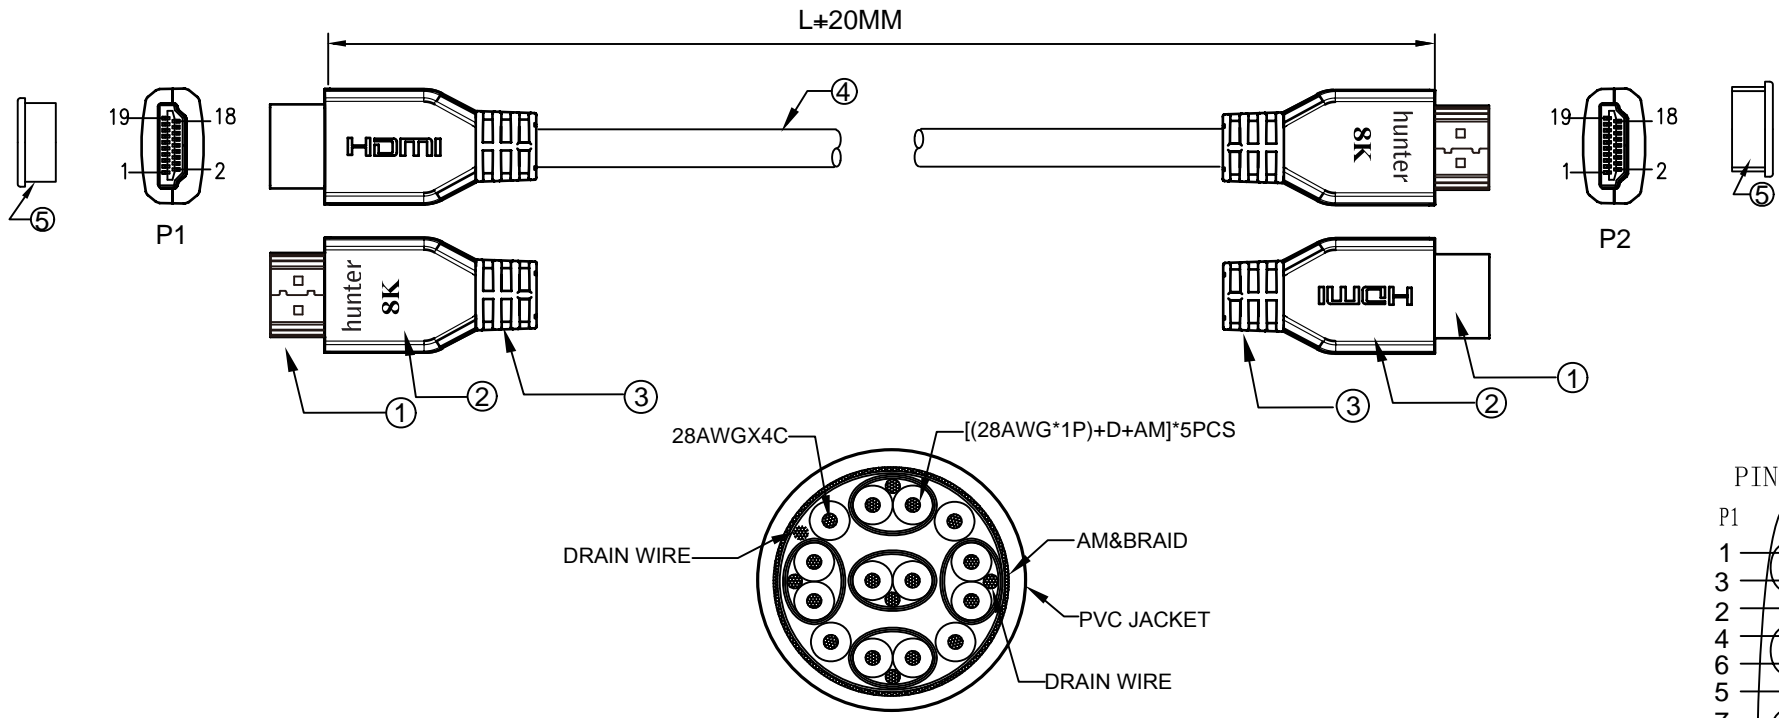 L±20MM
④
19 18
1 2
⑤
P1
HDMI
hunter
8K
19 18
1 2
⑤
P2
hunter
8K
HDMI
①
②
③
③
②
①
28AWGX4C
[(28AWG*1P)+D+AM]*5PCS
DRAIN WIRE
AM&BRAID
PVC JACKET
DRAIN WIRE
PIN
P1
1
3
2
4
6
5